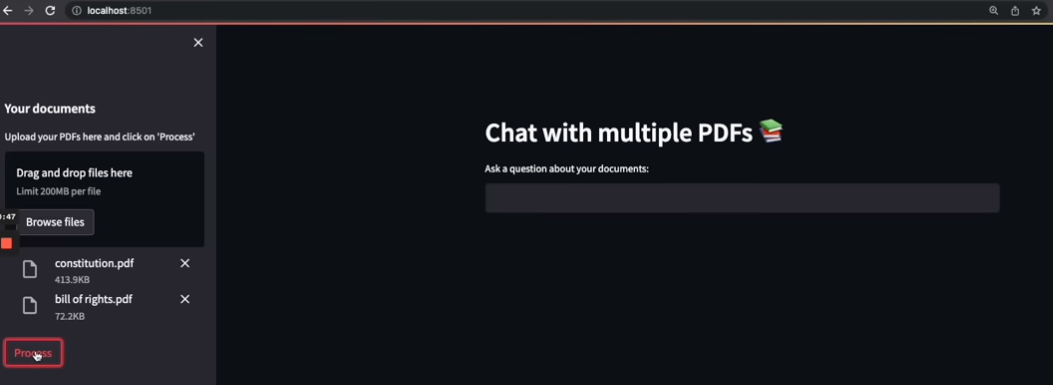 localhost:8501
Your documents
Upload your PDFs here and click on 'Process'
Drag and drop files here
Limit 200MB per file
:47
Browse files
constitution.pdf
413.9KB
bill of rights.pdf
72.2KB
Process
Chat with multiple PDFs
Ask a question about your documents: